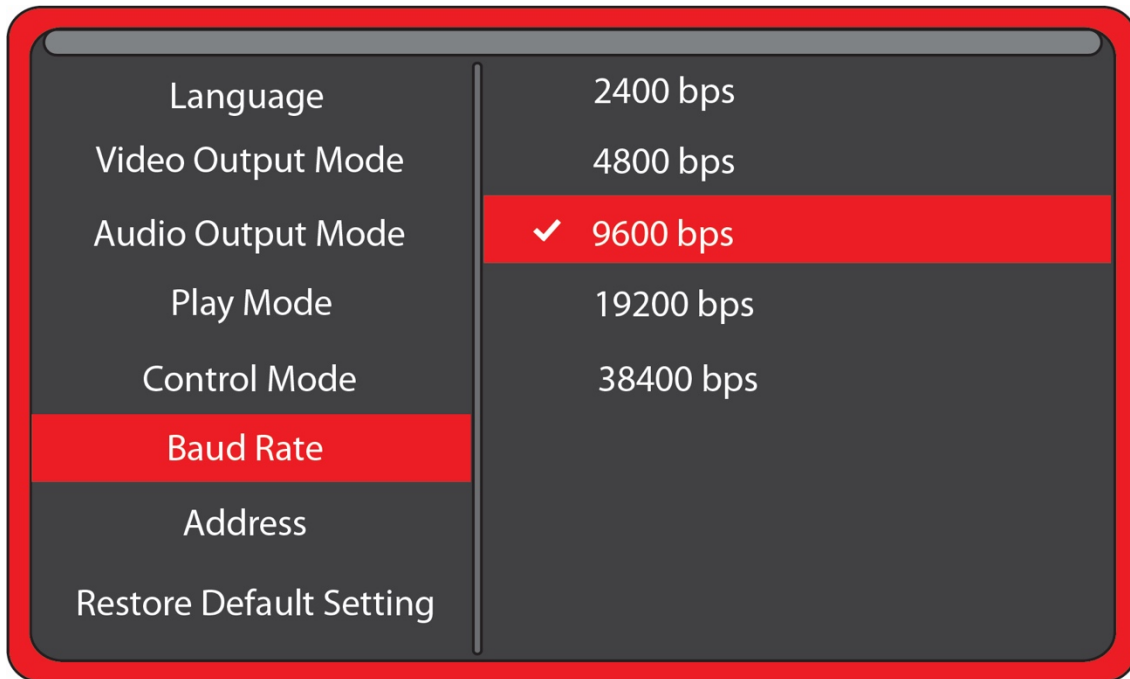 Language
Video Output Mode
Audio Output Mode
Play Mode
Control Mode
Baud Rate
Address
Restore Default Setting
2400 bps
4800 bps
✓ 9600 bps
19200 bps
38400 bps